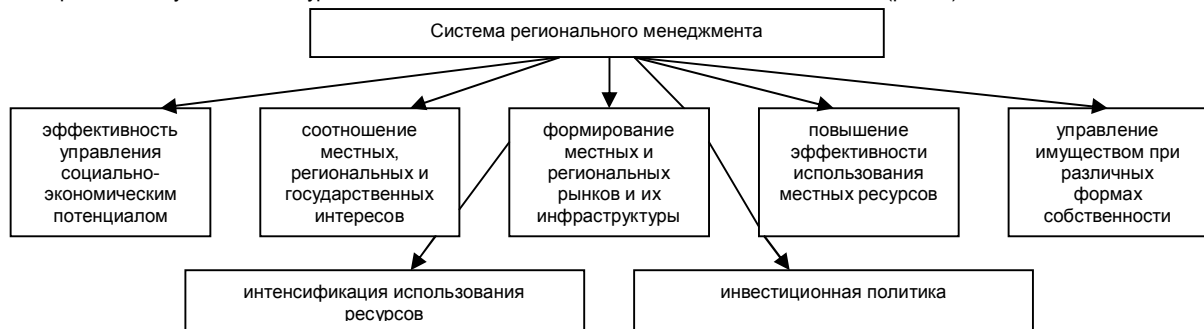 Система регионального менеджмента
эффективность
управления
социально-
экономическим
потенциалом
соотношение
местных,
региональных и
государственных
интересов
формирование
местных и
региональных
рынков и их
инфраструктуры
повышение
эффективности
использования
местных ресурсов
управление
имуществом при
различных
формах
собственности
интенсификация использования
ресурсов
инвестиционная политика